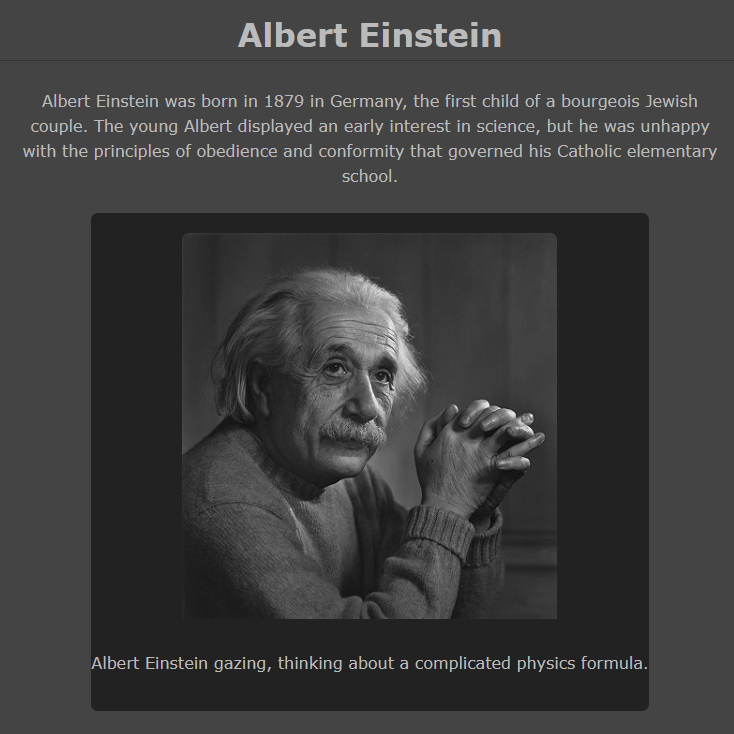 Albert Einstein
Albert Einstein was born in 1879 in Germany, the first child of a bourgeois Jewish
couple. The young Albert displayed an early interest in science, but he was unhappy
with the principles of obedience and conformity that governed his Catholic elementary
school.
Albert Einstein gazing, thinking about a complicated physics formula.